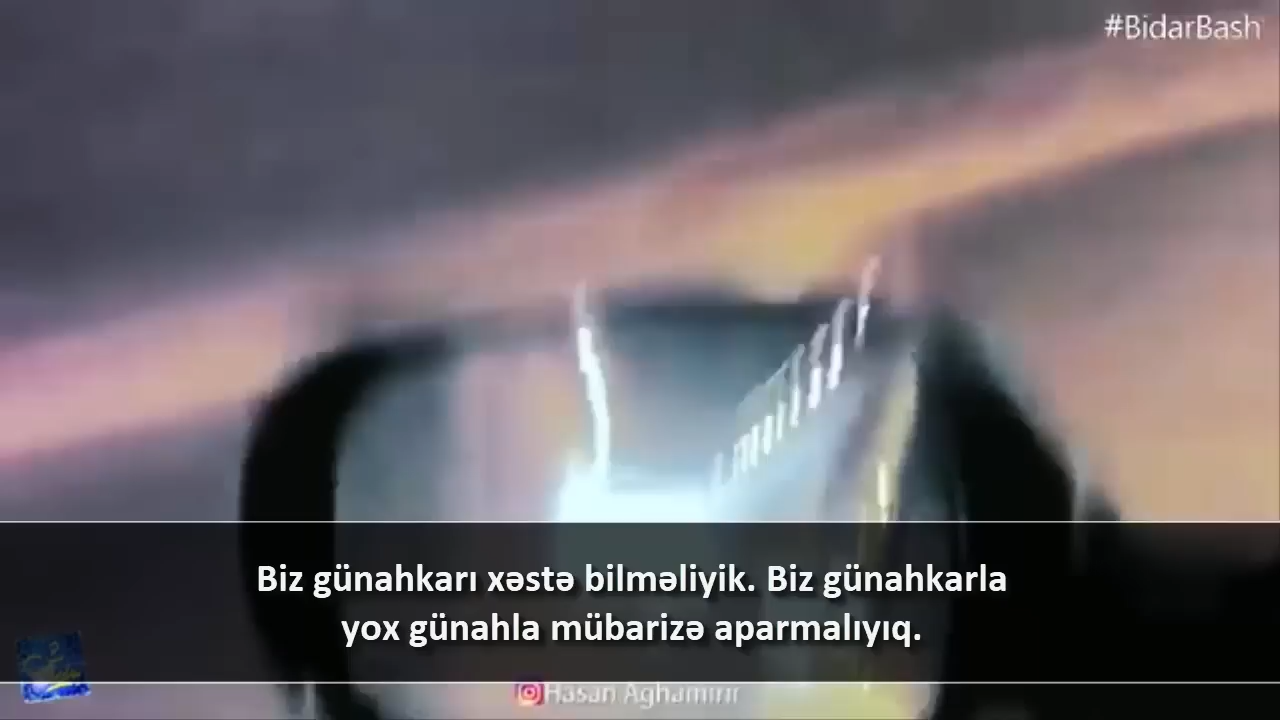 #BidarBash
Biz günahkarı xəstə bilməliyik. Biz günahkarla
yox günahla mübarizə aparmalıyıq.
Hasan Aghamiri